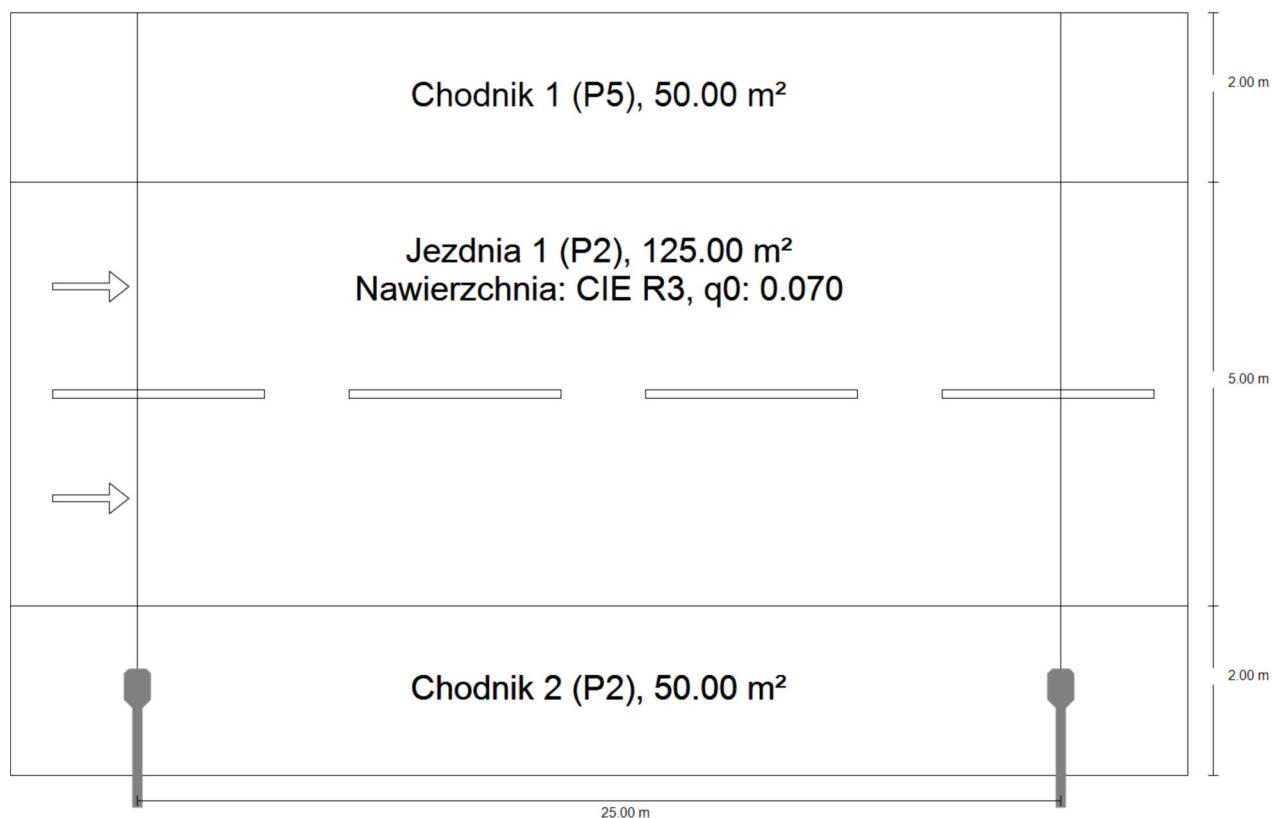 Chodnik 1 (P5), 50.00 m²
2.00 m
Jezdnia 1 (P2), 125.00 m²
Nawierzchnia: CIE R3, q0: 0.070
5.00 m
Chodnik 2 (P2), 50.00 m²
2.00 m
25.00 m